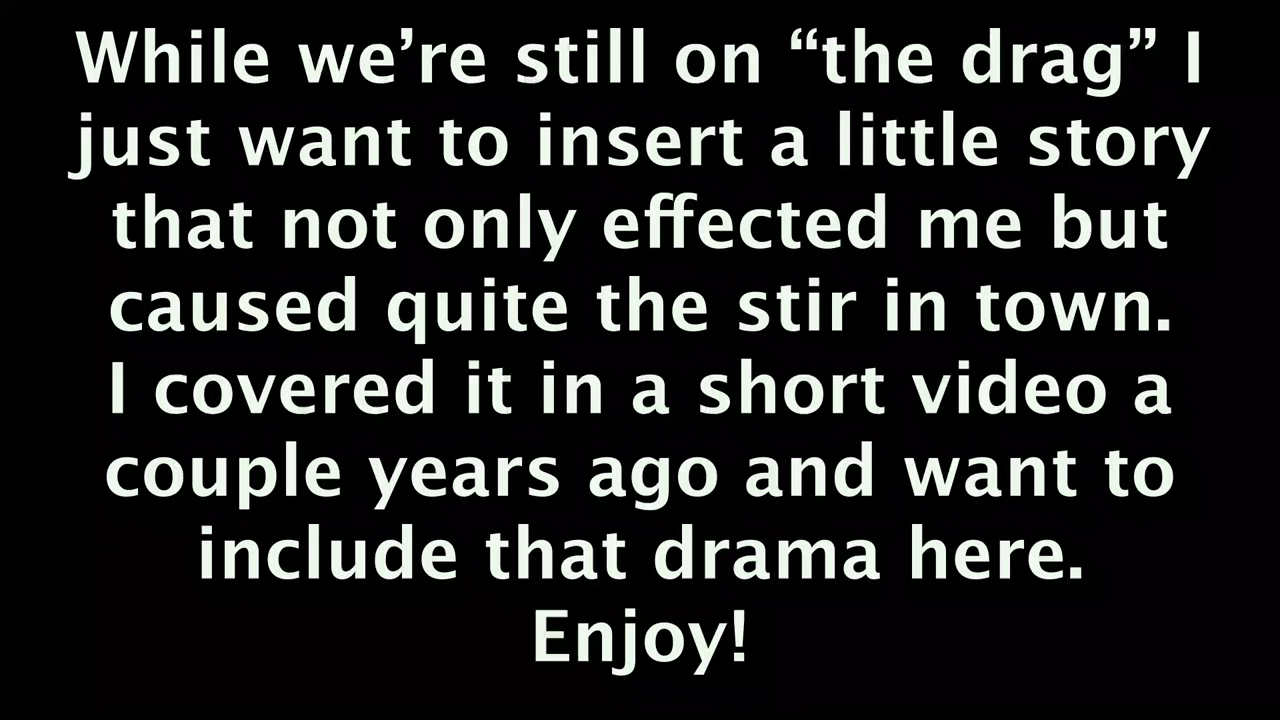 While we’re still on “the drag” I
just want to insert a little story
that not only effected me but
caused quite the stir in town.
I covered it in a short video a
couple years ago and want to
include that drama here.
Enjoy!